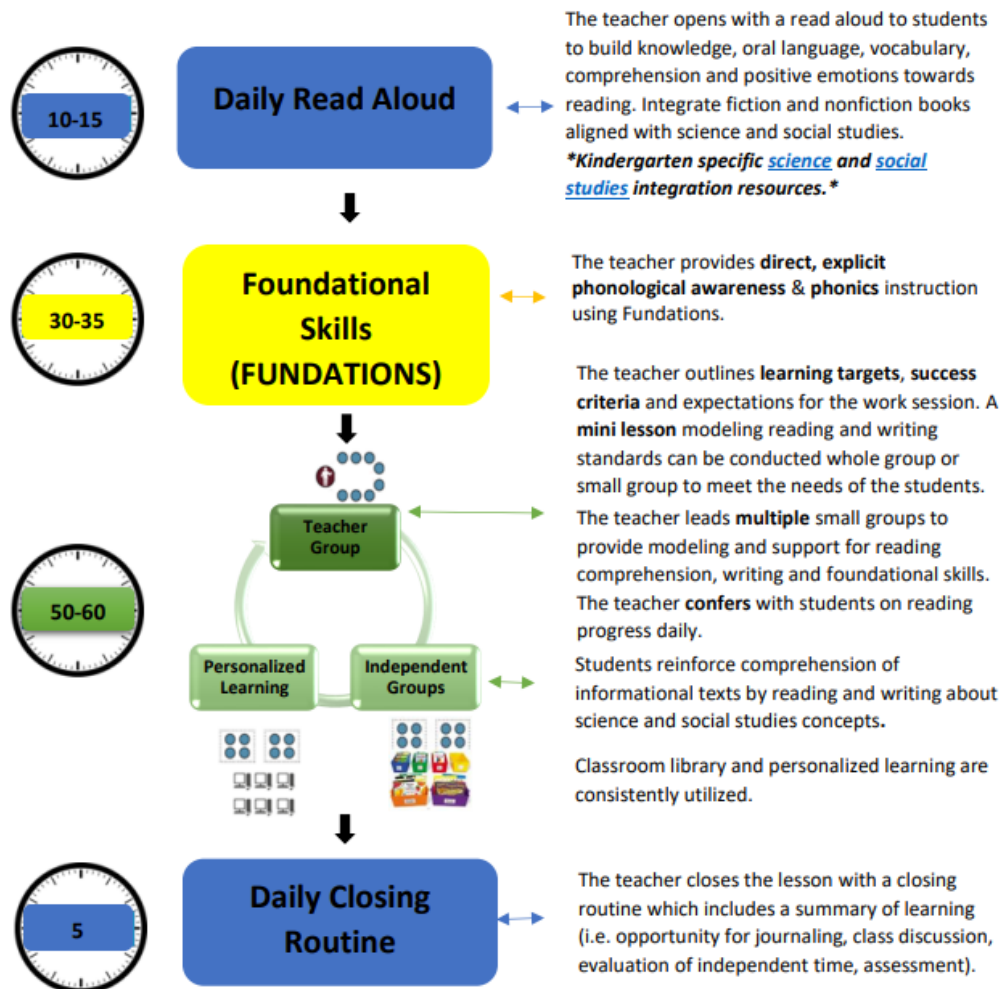 10-15
Daily Read Aloud
The teacher opens with a read aloud to students
to build knowledge, oral language, vocabulary,
comprehension and positive emotions towards
reading. Integrate fiction and nonfiction books
aligned with science and social studies.
*Kindergarten specific science and social
studies integration resources.*
30-35
Foundational
Skills
(FUNDATIONS)
The teacher provides direct, explicit
phonological awareness & phonics instruction
using Fundations.
The teacher outlines learning targets, success
criteria and expectations for the work session. A
mini lesson modeling reading and writing
standards can be conducted whole group or
small group to meet the needs of the students.
50-60
Teacher
Group
Personalized
Learning
Independent
Groups
The teacher leads multiple small groups to
provide modeling and support for reading
comprehension, writing and foundational skills.
The teacher confers with students on reading
progress daily.
Students reinforce comprehension of
informational texts by reading and writing about
science and social studies concepts.
Classroom library and personalized learning are
consistently utilized.
5
Daily Closing
Routine
The teacher closes the lesson with a closing
routine which includes a summary of learning
(i.e. opportunity for journaling, class discussion,
evaluation of independent time, assessment).